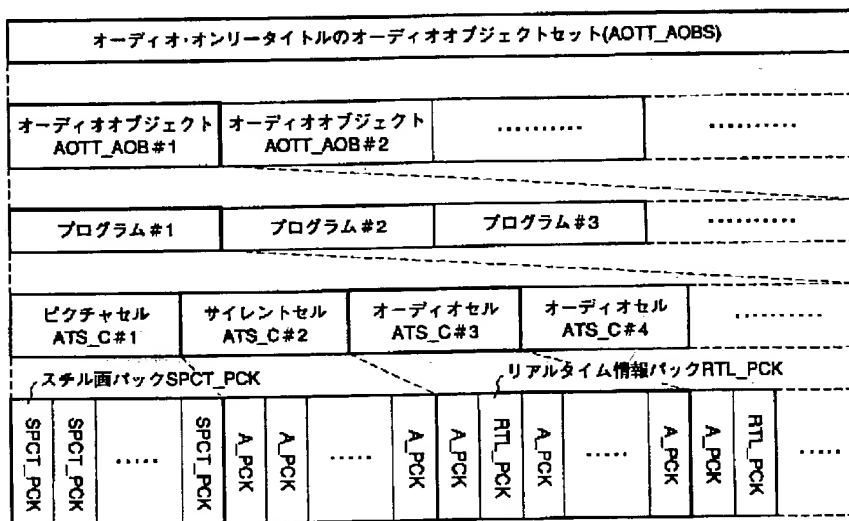 オーディオ・オンリータイトルのオーディオオブジェクトセット(AOTT_AOBS)
オーディオオブジェクト
AOTT_AOB#1
オーディオオブジェクト
AOTT_AOB#2
..........
..........
プログラム#1
プログラム#2
プログラム#3
..........
ピクチャセル
ATS_C#1
サイレントセル
ATS_C#2
オーディオセル
ATS_C#3
オーディオセル
ATS_C#4
..........
スチル画パックSPCT_PCK
リアルタイム情報パックRTL_PCK
SPCT_PCK
SPCT_PCK
.....
SPCT_PCK
A_PCK
A_PCK
.....
A_PCK
A_PCK
RTL_PCK
A_PCK
.....
A_PCK
A_PCK
RTL_PCK
.....